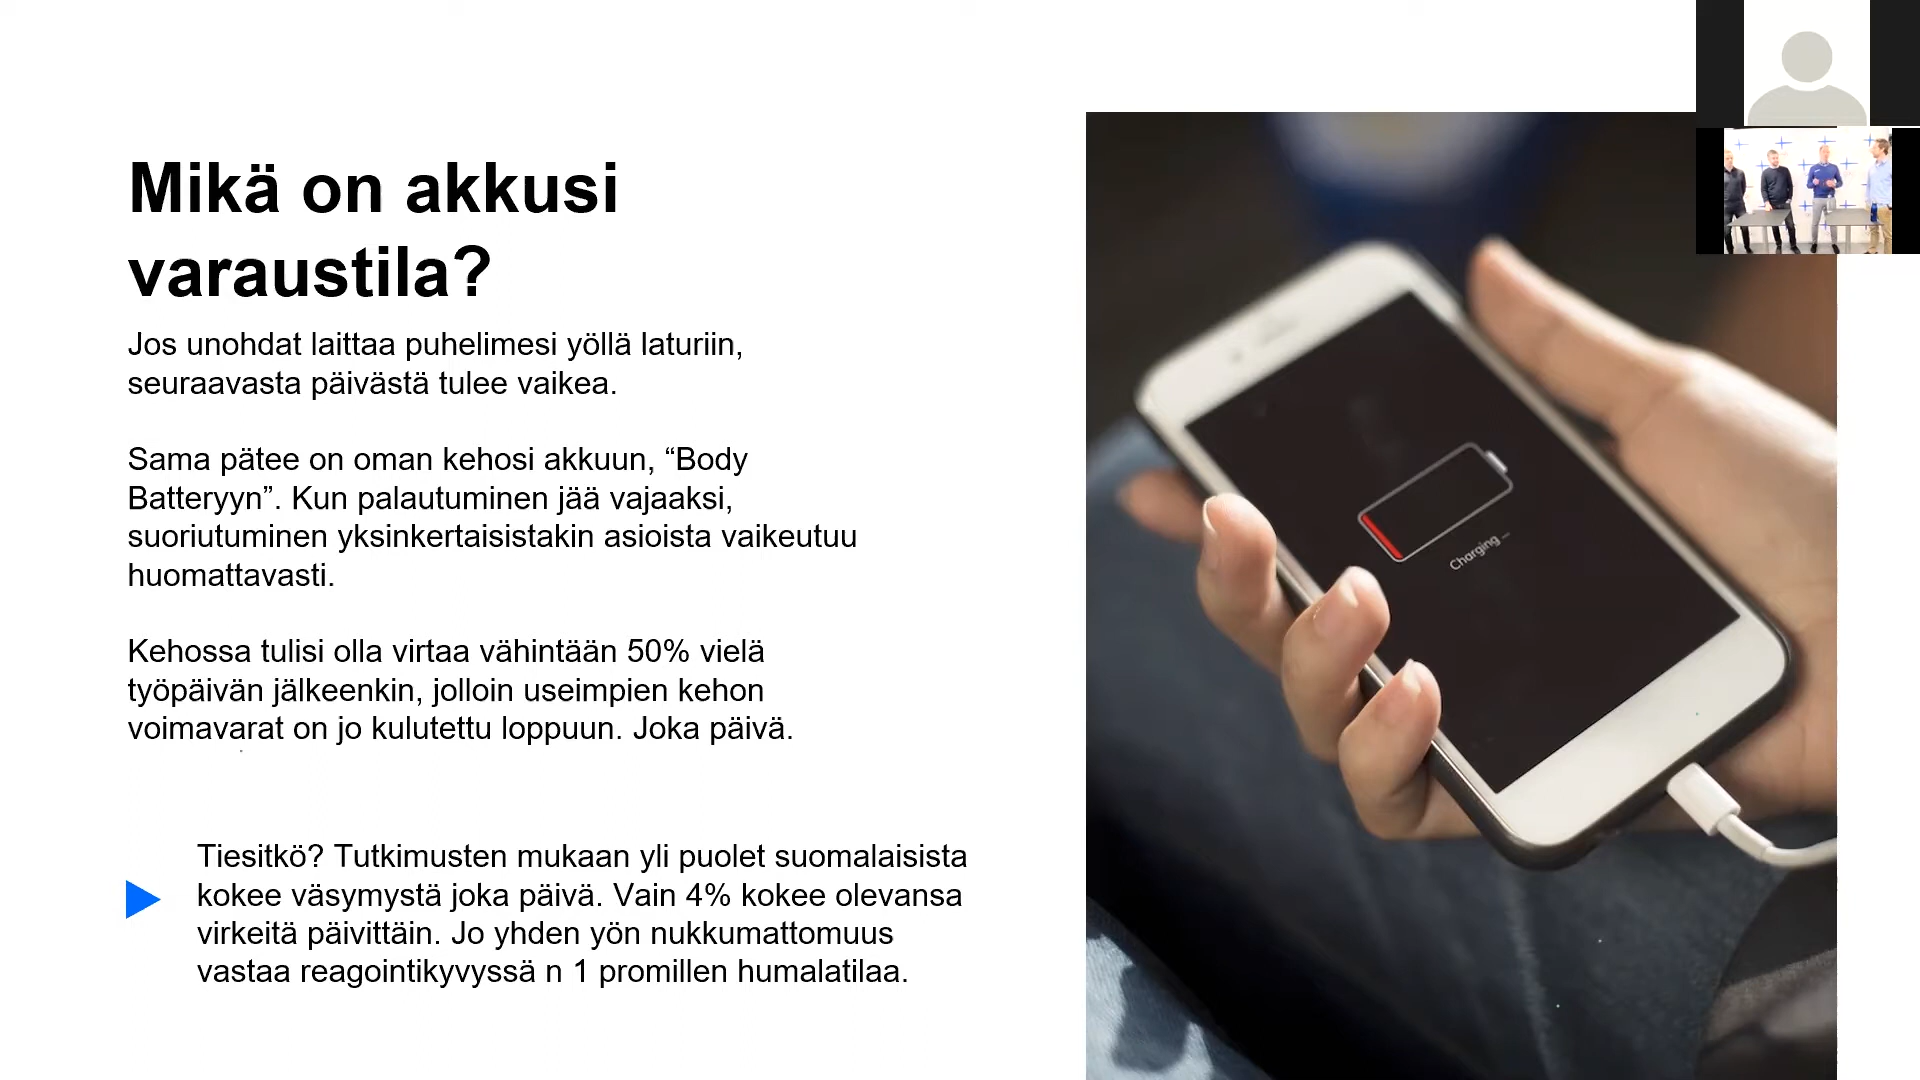 Mikä on akkusi
varaustila?
Jos unohdat laittaa puhelimesi yöllä laturiin,
seuraavasta päivästä tulee vaikea.
Sama pätee on oman kehosi akkuun, “Body
Batteryyn”. Kun palautuminen jää vajaaksi,
suoriutuminen yksinkertaisistakin asioista vaikeutuu
huomattavasti.
Kehossa tulisi olla virtaa vähintään 50% vielä
työpäivän jälkeenkin, jolloin useimpien kehon
voimavarat on jo kulutettu loppuun. Joka päivä.
Tiesitkö? Tutkimusten mukaan yli puolet suomalaisista
kokee väsymystä joka päivä. Vain 4% kokee olevansa
virkeitä päivittäin. Jo yhden yön nukkumattomuus
vastaa reagointikyvyssä n 1 promillen humalatilaa.
Charging ...